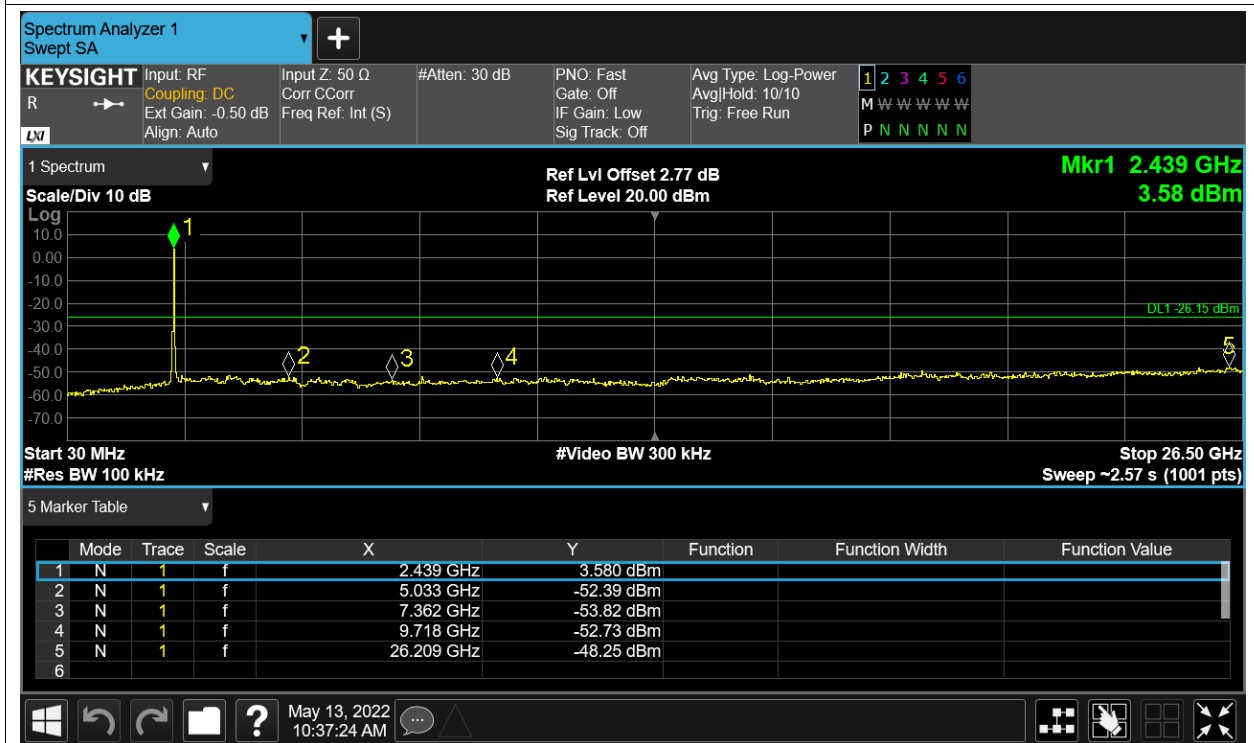 Spectrum Analyzer 1
Swept SA
KEYSIGHT
R
LXI
Input: RF
Coupling: DC
Ext Gain: -0.50 dB
Align: Auto
Input Z: 50 Ω
Corr CCorr
Freq Ref: Int (S)
#Atten: 30 dB
PNO: Fast
Gate: Off
IF Gain: Low
Sig Track: Off
Avg Type: Log-Power
Avg|Hold: 10/10
Trig: Free Run
1 2 3 4 5 6
M W W W W W
P N N N N N
1 Spectrum
Scale/Div 10 dB
Ref Lvl Offset 2.77 dB
Ref Level 20.00 dBm
Mkr1 2.439 GHz
3.58 dBm
Log
10.0
0.00
-10.0
-20.0
-30.0
-40.0
-50.0
-60.0
-70.0
1
DL1 -26.15 dBm
2
3
4
5
Start 30 MHz
#Res BW 100 kHz
#Video BW 300 kHz
Stop 26.50 GHz
Sweep ~2.57 s (1001 pts)
5 Marker Table
Mode Trace Scale X Y Function Function Width Function Value
1 N 1 f 2.439 GHz 3.580 dBm
2 N 1 f 5.033 GHz -52.39 dBm
3 N 1 f 7.362 GHz -53.82 dBm
4 N 1 f 9.718 GHz -52.73 dBm
5 N 1 f 26.209 GHz -48.25 dBm
6
?
May 13, 2022
10:37:24 AM